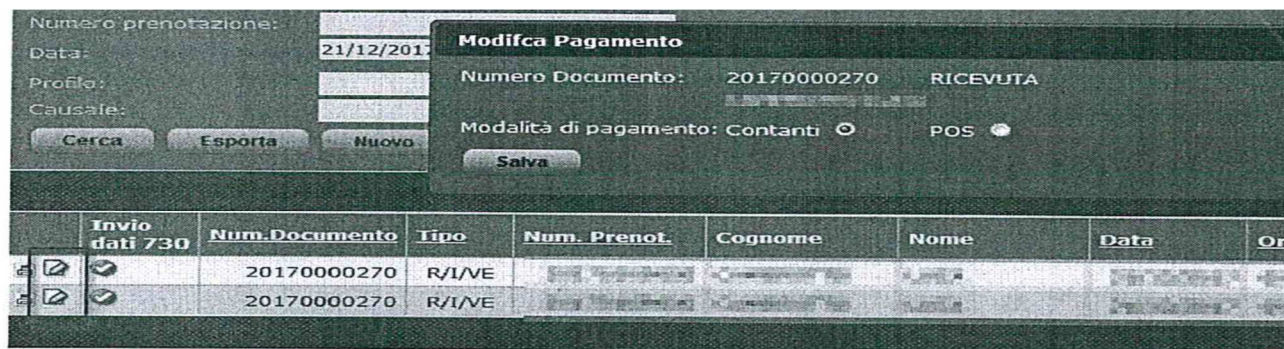 Numero prenotazione:
Data: 21/12/2017
Profilo:
Causale:
Cerca Esporta Nuovo
Modifca Pagamento
Numero Documento: 20170000270 RICEVUTA
Modalità di pagamento: Contanti POS
Salva
Invio dati 730 Num.Documento Tipo Num. Prenot. Cognome Nome Data Or
20170000270 R/I/VE
20170000270 R/I/VE